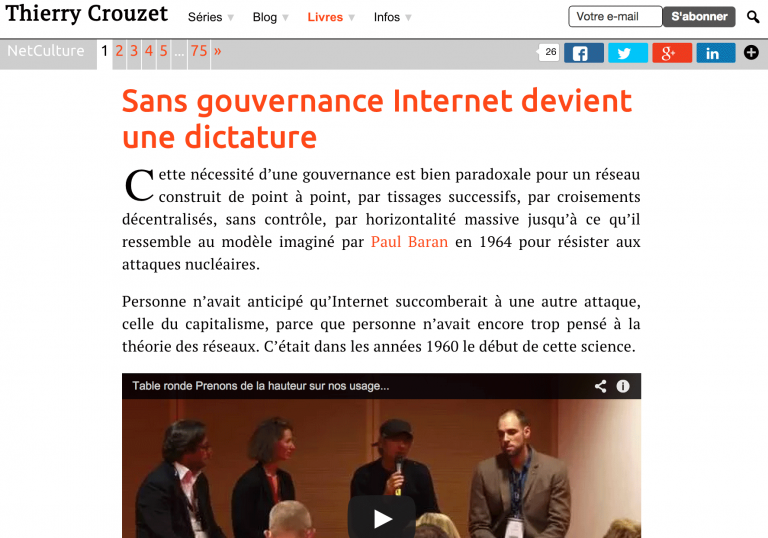 Thierry Crouzet Séries Blog Livres Infos Votre e-mail S'abonner
NetCulture 1 2 3 4 5 ... 75 » 26
Sans gouvernance Internet devient
une dictature
Cette nécessité d’une gouvernance est bien paradoxale pour un réseau
construit de point à point, par tissages successifs, par croisements
décentralisés, sans contrôle, par horizontalité massive jusqu’à ce qu’il
ressemble au modèle imaginé par Paul Baran en 1964 pour résister aux
attaques nucléaires.
Personne n’avait anticipé qu’Internet succomberait à une autre attaque,
celle du capitalisme, parce que personne n’avait encore trop pensé à la
théorie des réseaux. C’était dans les années 1960 le début de cette science.
Table ronde Prenons de la hauteur sur nos usage...